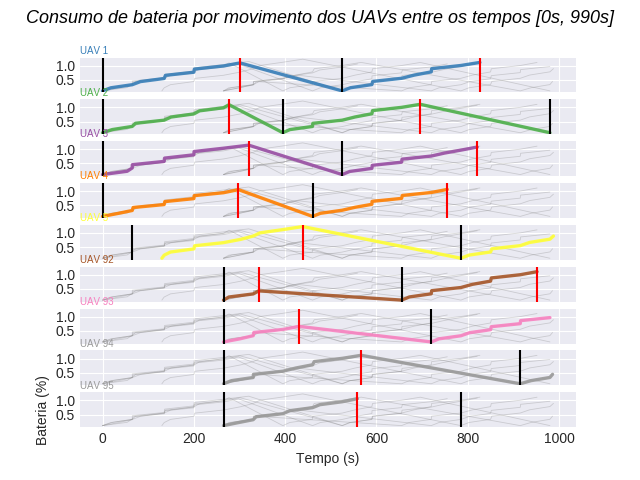 Consumo de bateria por movimento dos UAVs entre os tempos [0s, 990s]
UAV 1
1.0
0.5
UAV 2
1.0
0.5
UAV 3
1.0
0.5
UAV 4
1.0
0.5
1.0
0.5
UAV 92
1.0
0.5
UAV 93
1.0
0.5
UAV 94
1.0
0.5
UAV 95
1.0
0.5
Bateria (%)
0 200 400 600 800 1000
Tempo (s)